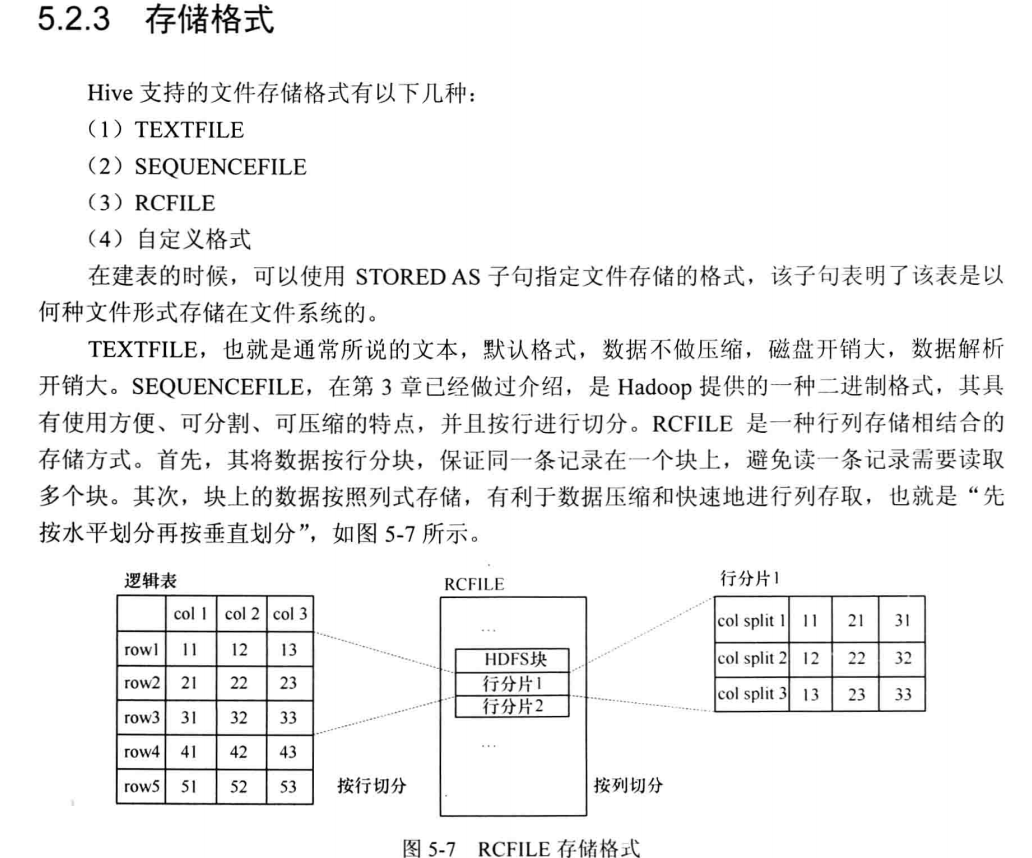 5.2.3 存储格式
Hive 支持的文件存储格式有以下几种：
（1）TEXTFILE
（2）SEQUENCEFILE
（3）RCFILE
（4）自定义格式
在建表的时候，可以使用 STORED AS 子句指定文件存储的格式，该子句表明了该表是以
何种文件形式存储在文件系统的。
TEXTFILE，也就是通常所说的文本，默认格式，数据不做压缩，磁盘开销大，数据解析
开销大。SEQUENCEFILE，在第 3 章已经做过介绍，是 Hadoop 提供的一种二进制格式，其具
有使用方便、可分割、可压缩的特点，并且按行进行切分。RCFILE 是一种行列存储相结合的
存储方式。首先，其将数据按行分块，保证同一条记录在一个块上，避免读一条记录需要读取
多个块。其次，块上的数据按照列式存储，有利于数据压缩和快速地进行列存取，也就是“先
按水平划分再按垂直划分”，如图 5-7 所示。
逻辑表
col 1 col 2 col 3
row1 11 12 13
row2 21 22 23
row3 31 32 33
row4 41 42 43
row5 51 52 53
按行切分
RCFILE
...
HDFS块
行分片1
行分片2
...
按列切分
行分片1
col split 1 11 21 31
col split 2 12 22 32
col split 3 13 23 33
图 5-7 RCFILE 存储格式